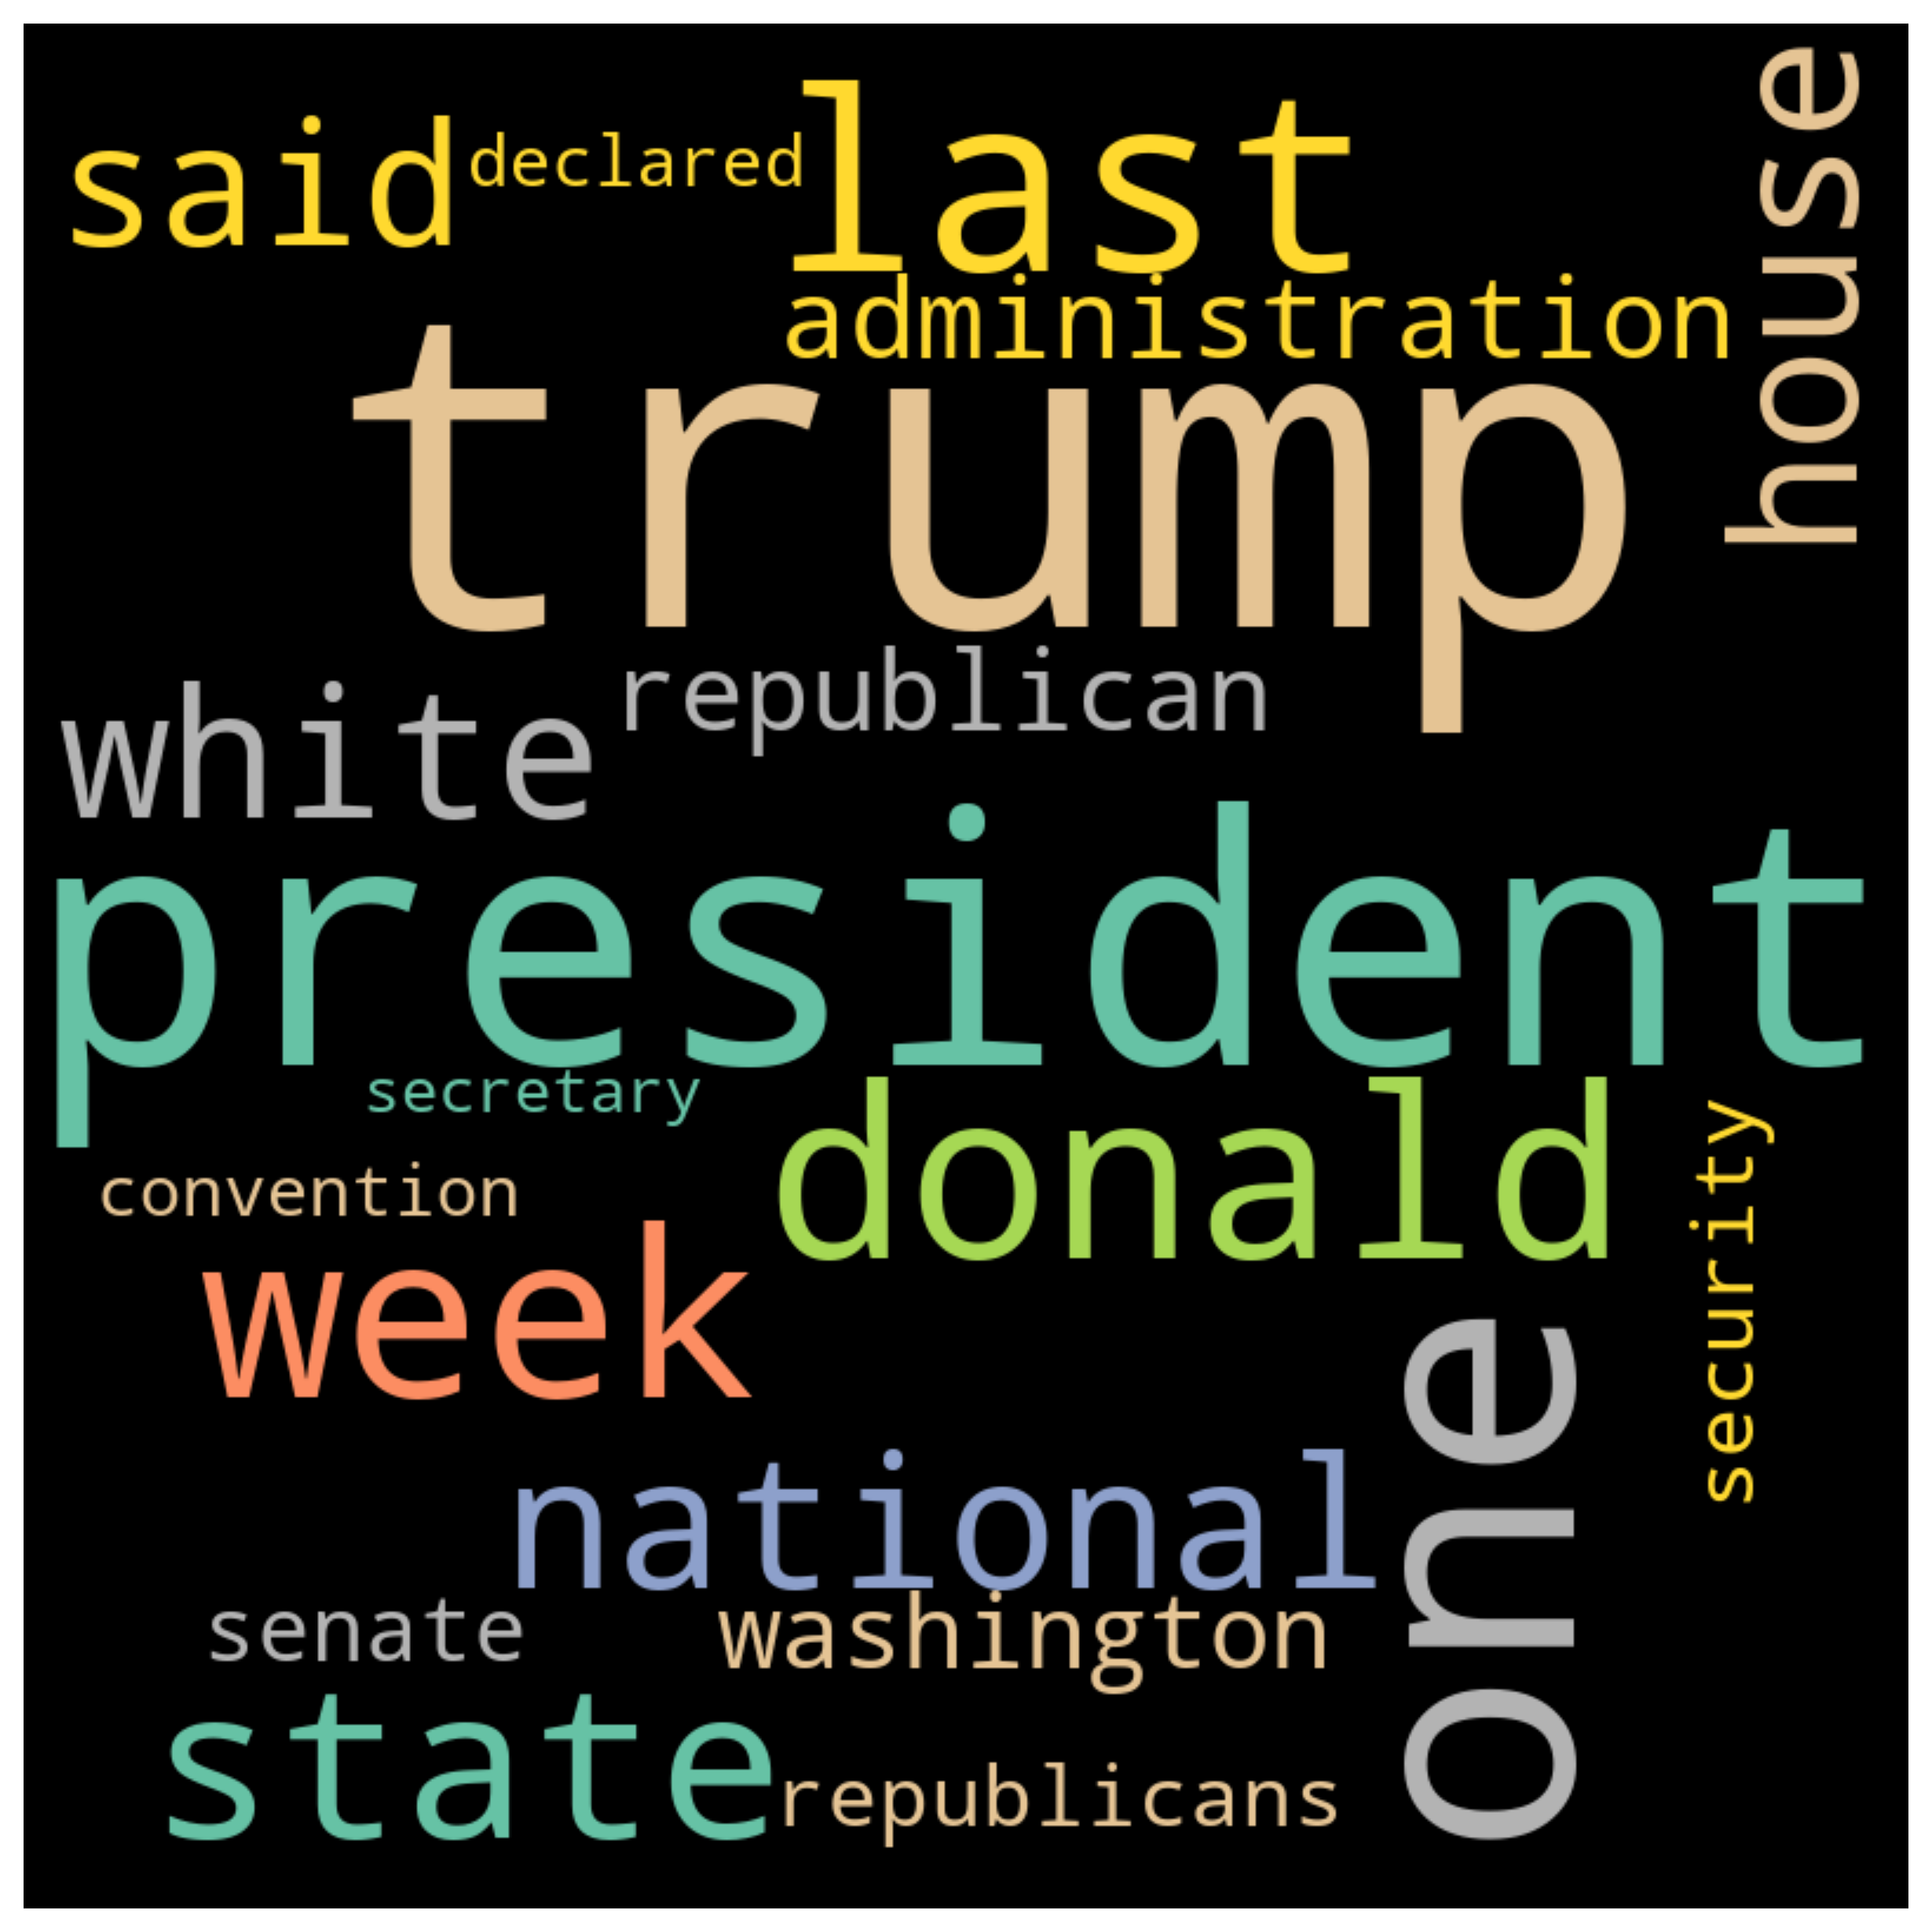 said
declared
last
house
administration
trump
republican
white
president
secretary
donald
convention
security
week
one
national
senate
washington
state
republicans